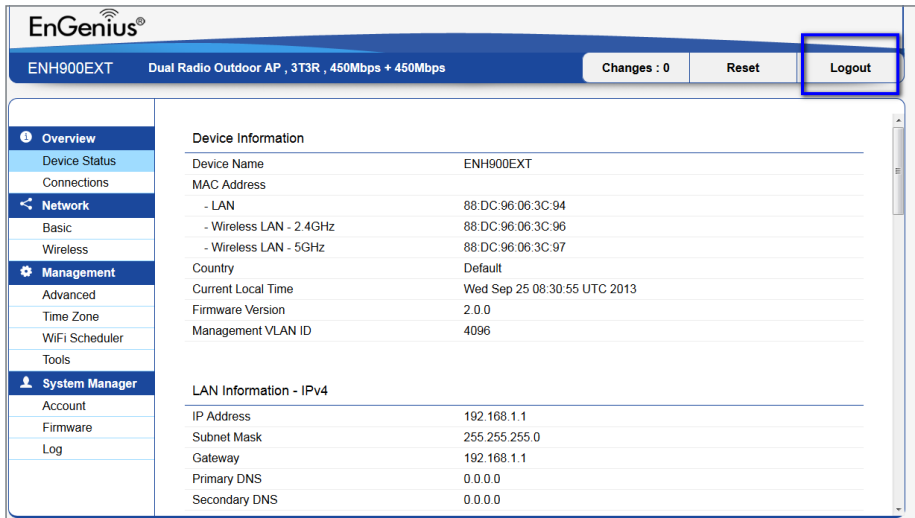 EnGenius®
ENH900EXT Dual Radio Outdoor AP , 3T3R , 450Mbps + 450Mbps Changes : 0 Reset Logout
Overview
Device Status
Connections
Network
Basic
Wireless
Management
Advanced
Time Zone
WiFi Scheduler
Tools
System Manager
Account
Firmware
Log
Device Information
Device Name ENH900EXT
MAC Address
- LAN 88:DC:96:06:3C:94
- Wireless LAN - 2.4GHz 88:DC:96:06:3C:96
- Wireless LAN - 5GHz 88:DC:96:06:3C:97
Country Default
Current Local Time Wed Sep 25 08:30:55 UTC 2013
Firmware Version 2.0.0
Management VLAN ID 4096
LAN Information - IPv4
IP Address 192.168.1.1
Subnet Mask 255.255.255.0
Gateway 192.168.1.1
Primary DNS 0.0.0.0
Secondary DNS 0.0.0.0